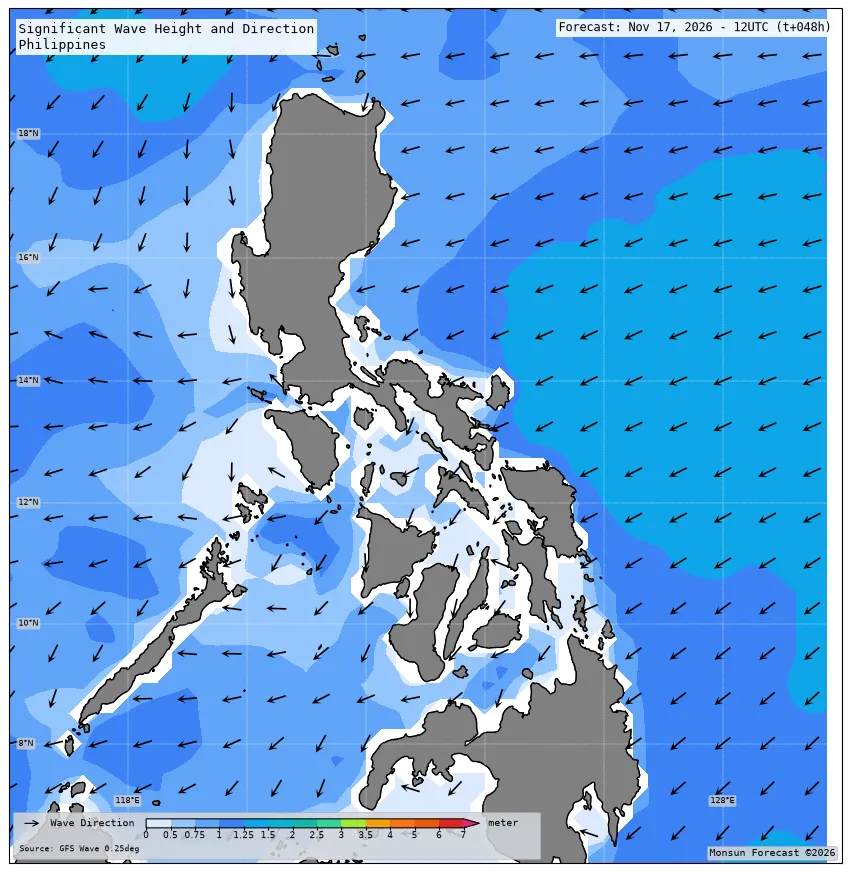 Significant Wave Height and Direction
Philippines
Forecast: Nov 17, 2026 - 12UTC (t+048h)
18°N
16°N
14°N
12°N
10°N
8°N
118°E
128°E
Wave Direction
meter
0 0.5 0.75 1 1.25 1.5 2 2.5 3 3.5 4 5 6 7
Source: GFS Wave 0.25deg
Monsun Forecast ©2026